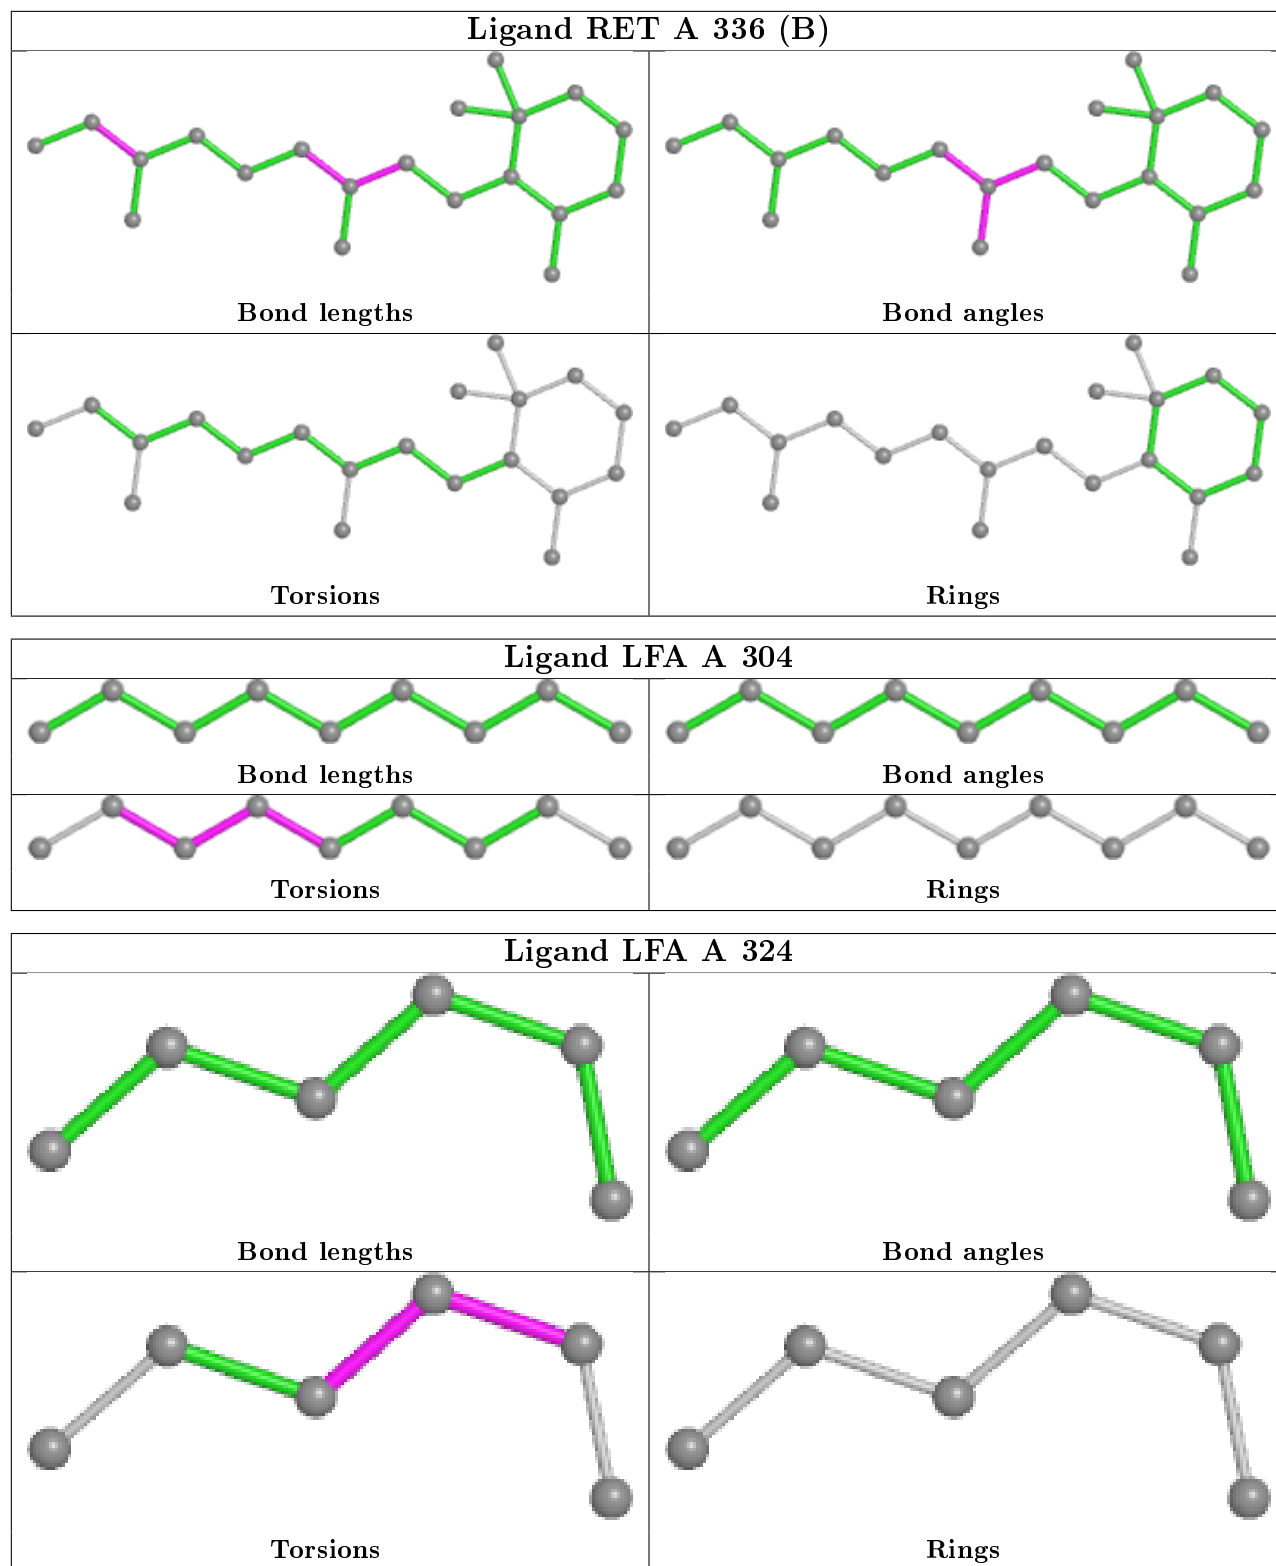 Ligand RET A 336 (B)
Bond lengths
Bond angles
Torsions
Rings
Ligand LFA A 304
Bond lengths
Bond angles
Torsions
Rings
Ligand LFA A 324
Bond lengths
Bond angles
Torsions
Rings